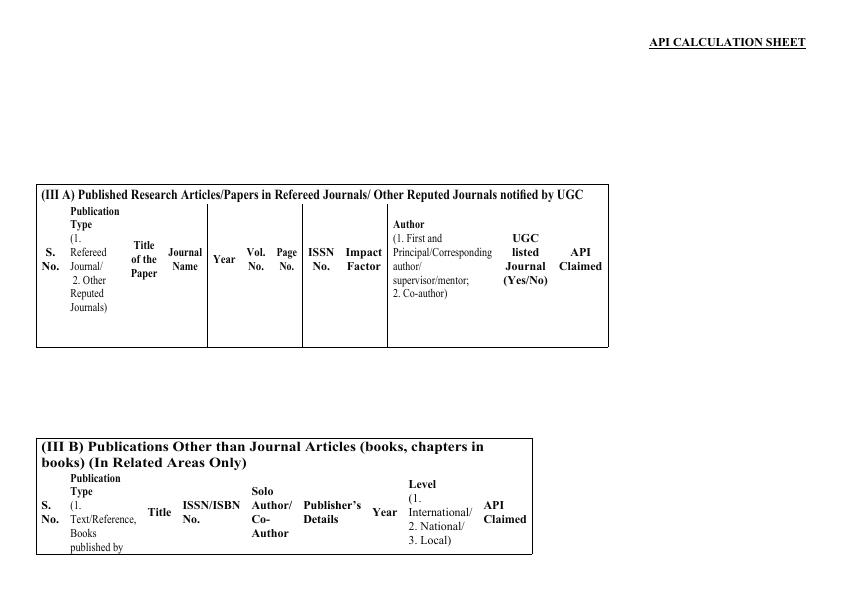 API CALCULATION SHEET
(III A) Published Research Articles/Papers in Refereed Journals/ Other Reputed Journals notified by UGC
S.
No.
Publication
Type
(1.
Refereed
Journal/
2. Other
Reputed
Journals)
Title
of the
Paper
Journal
Name
Year
Vol.
No.
Page
No.
ISSN
No.
Impact
Factor
Author
(1. First and
Principal/Corresponding
author/
supervisor/mentor;
2. Co-author)
UGC
listed
Journal
(Yes/No)
API
Claimed
(III B) Publications Other than Journal Articles (books, chapters in
books) (In Related Areas Only)
S.
No.
Publication
Type
(1.
Text/Reference,
Books
published by
Title
ISSN/ISBN
No.
Solo
Author/
Co-
Author
Publisher’s
Details
Year
Level
(1.
International/
2. National/
3. Local)
API
Claimed